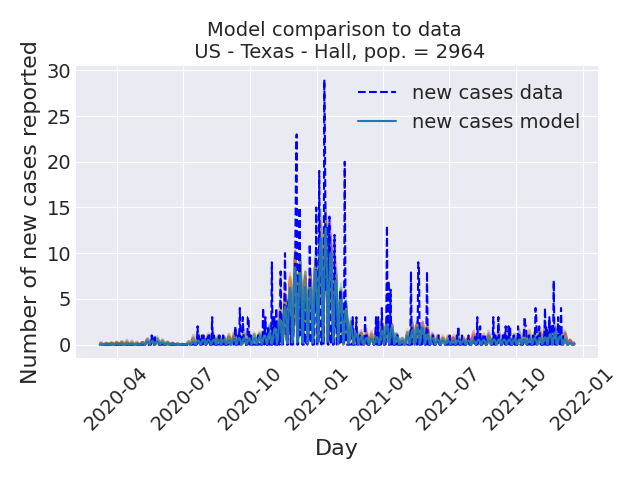 Model comparison to data
US - Texas - Hall, pop. = 2964
Number of new cases reported
30
25
20
15
10
5
0
new cases data
new cases model
2020-04
2020-07
2020-10
2021-01
2021-04
2021-07
2021-10
2022-01
Day